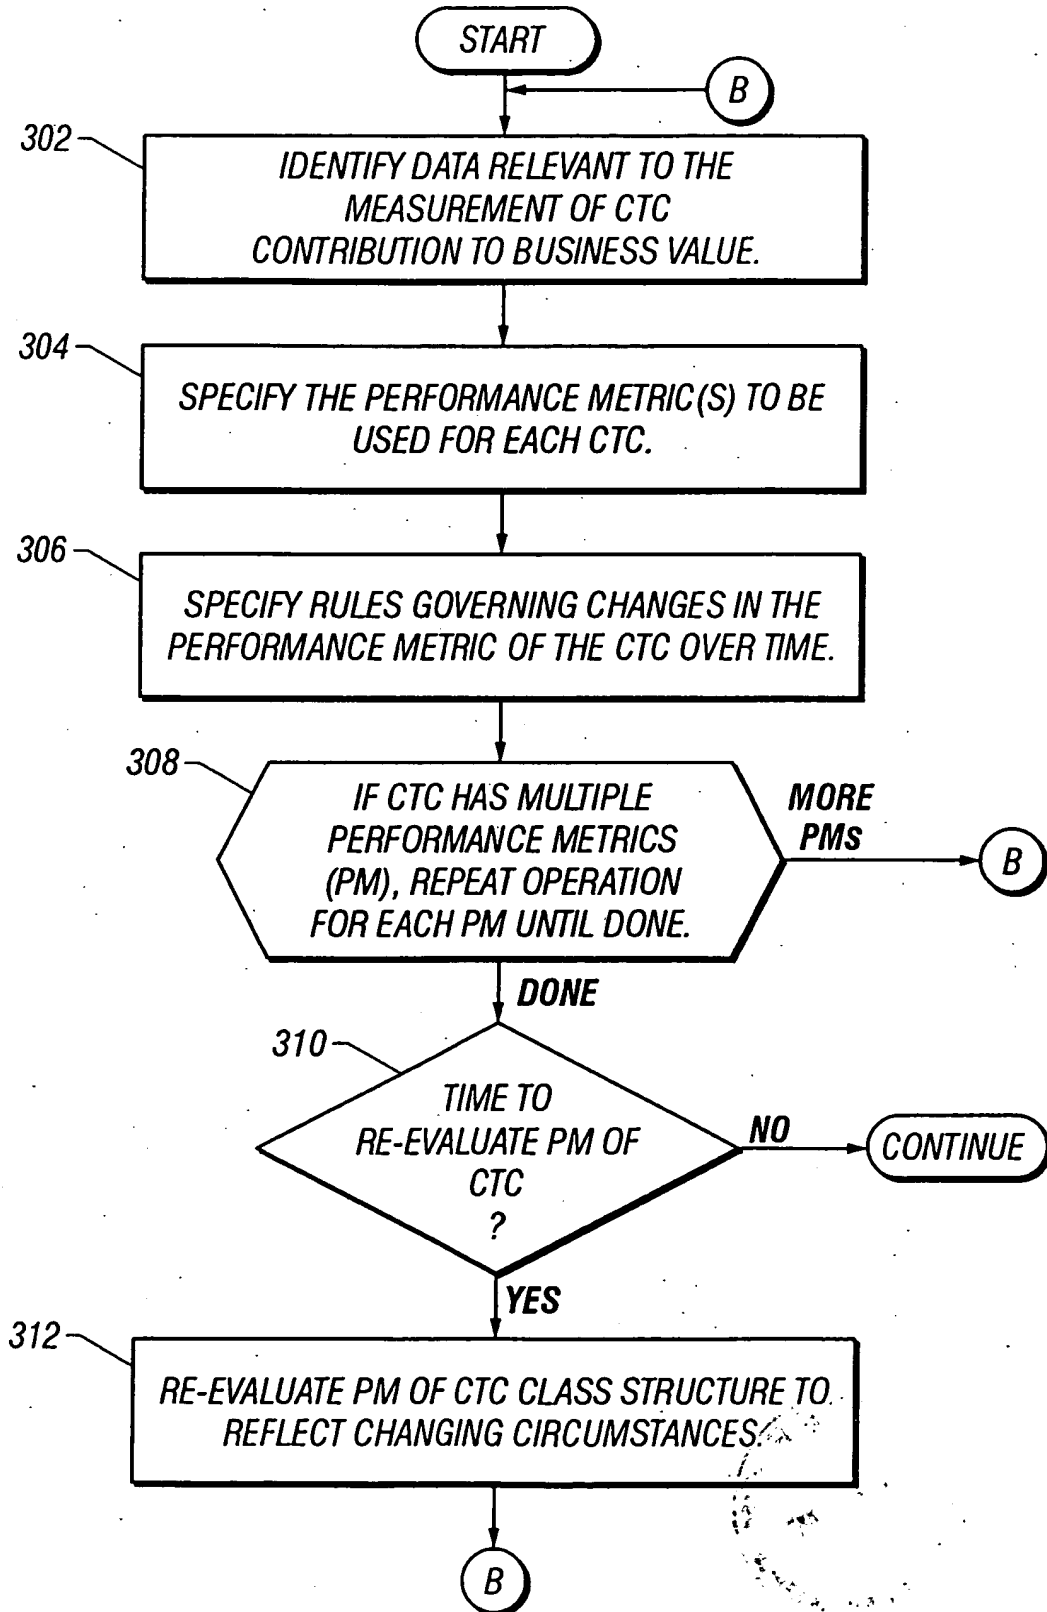 START
B
302
IDENTIFY DATA RELEVANT TO THE
MEASUREMENT OF CTC
CONTRIBUTION TO BUSINESS VALUE.
304
SPECIFY THE PERFORMANCE METRIC(S) TO BE
USED FOR EACH CTC.
306
SPECIFY RULES GOVERNING CHANGES IN THE
PERFORMANCE METRIC OF THE CTC OVER TIME.
308
IF CTC HAS MULTIPLE
PERFORMANCE METRICS
(PM), REPEAT OPERATION
FOR EACH PM UNTIL DONE.
MORE
PMs
B
DONE
310
TIME TO
RE-EVALUATE PM OF
CTC
?
NO
CONTINUE
YES
312
RE-EVALUATE PM OF CTC CLASS STRUCTURE TO
REFLECT CHANGING CIRCUMSTANCES.
B